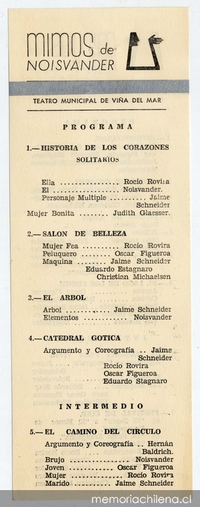 MIMOS de
NOISVANDER
TEATRO MUNICIPAL DE VIÑA DEL MAR
PROGRAMA
1.— HISTORIA DE LOS CORAZONES
SOLITARIOS
Ella ................ Rocío Rovira
El .................. Noisvander.
Personaje Multiple ........ Jaime
Schneider
Mujer Bonita ........ Judith Glaesser.
2.— SALON DE BELLEZA
Mujer Fea .......... Rocío Rovira
Peluquero ....... Oscar Figueroa
Maquina ....... Jaime Schneider
Eduardo Estagnaro
Christion Michaelsen
3.— EL ARBOL
Arbol ............ Jaime Schneider
Elementos ........... Noisvander
4.— CATEDRAL GOTICA
Argumento y Coreografía .. Jaime
Schneider
Rocío Rovira
Oscar Figueroa
Eduardo Stagnaro
INTERMEDIO
5.— EL CAMINO DEL CIRCULO
Argumento y Coreografía .. Hernán
Baldrich.
Brujo ................ Noisvander
Joven ............ Oscar Figueroa
Mujer ............. Rocío Rovira
Marido .......... Jaime Schneider
memoriachilena.cl